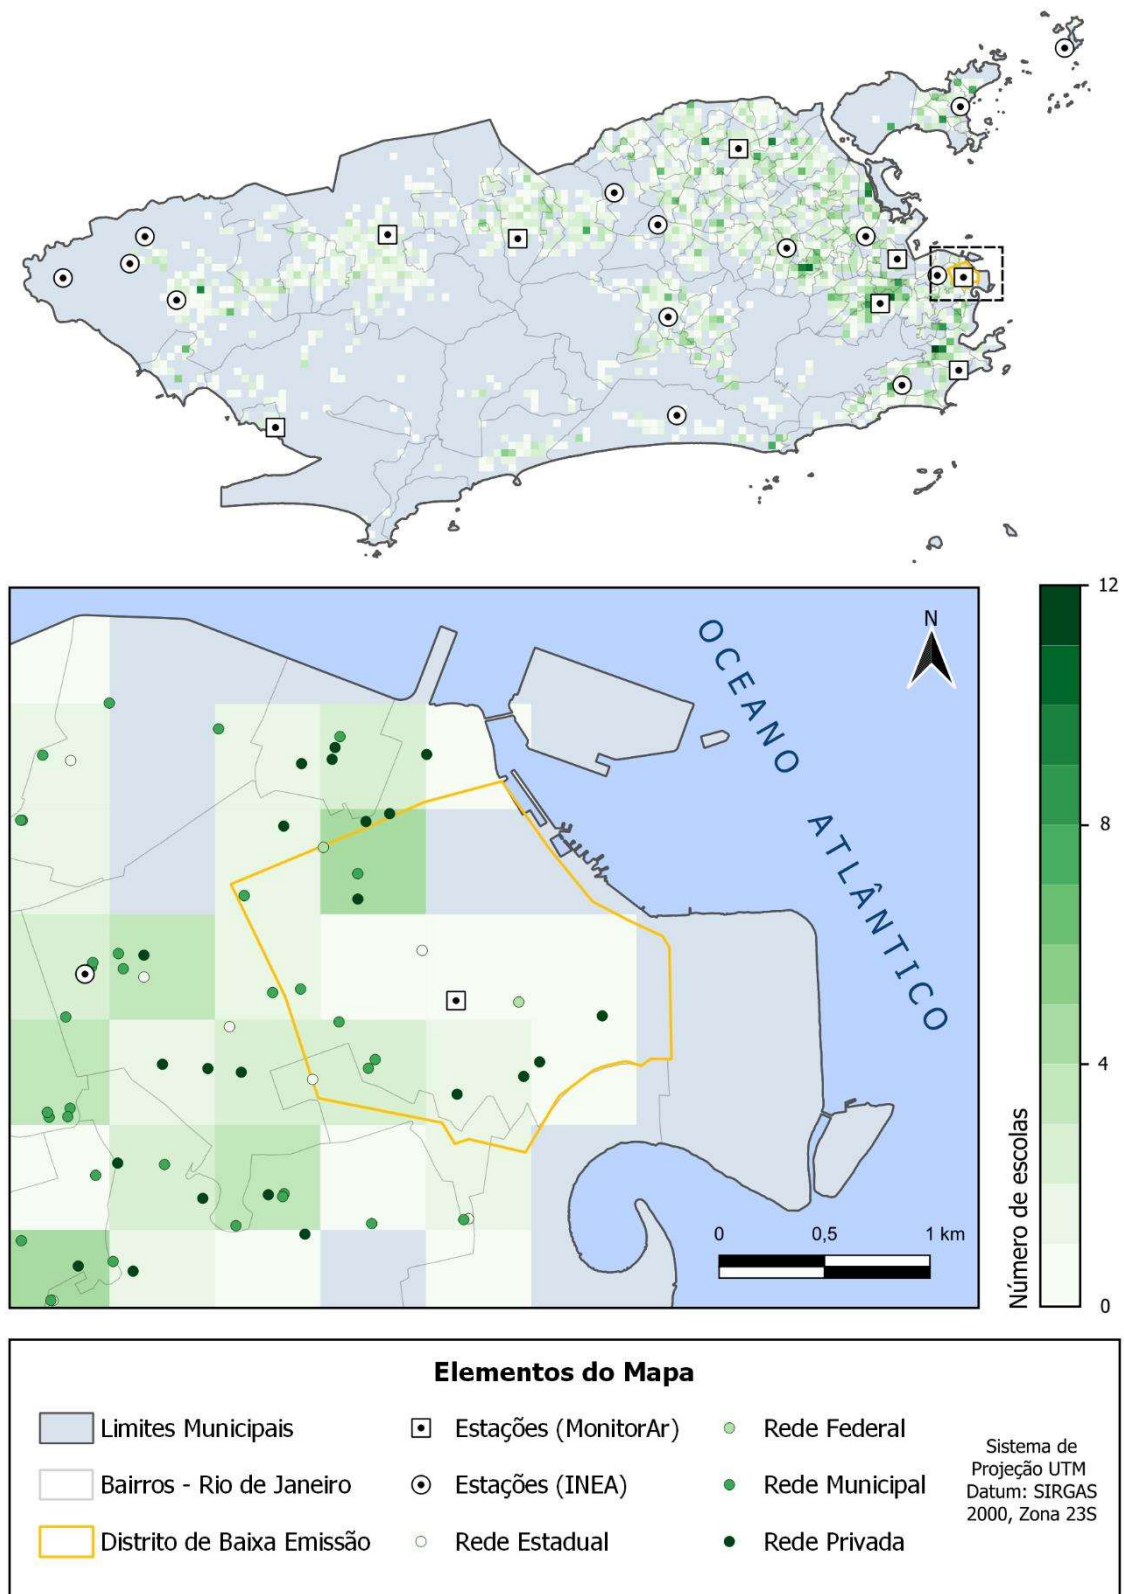 N
OCEANO ATLÂNTICO
0 0,5 1 km
Número de escolas
12
8
4
0
Elementos do Mapa
Limites Municipais
Bairros - Rio de Janeiro
Distrito de Baixa Emissão
Estações (MonitorAr)
Estações (INEA)
Rede Estadual
Rede Federal
Rede Municipal
Rede Privada
Sistema de
Projeção UTM
Datum: SIRGAS
2000, Zona 23S